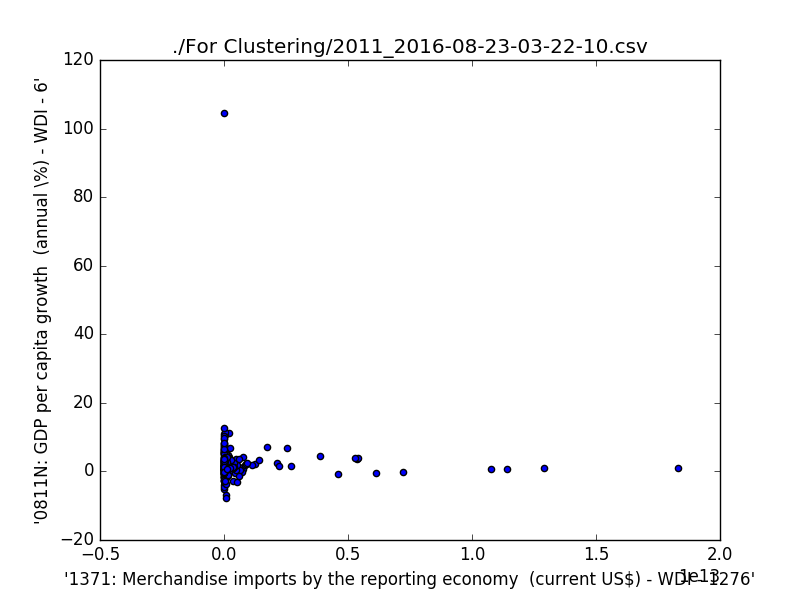 ./For Clustering/2011_2016-08-23-03-22-10.csv
'0811N: GDP per capita growth  (annual \%) - WDI - 6'
120
100
80
60
40
20
0
−20
−0.5 0.0 0.5 1.0 1.5 2.0
1e13
'1371: Merchandise imports by the reporting economy  (current US$) - WDI - 1276'